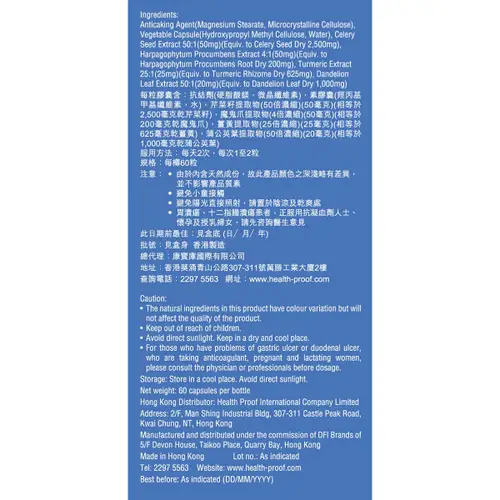 Ingredients:
Anticaking Agent(Magnesium Stearate, Microcrystalline Cellulose),
Vegetable Capsule(Hydroxypropyl Methyl Cellulose, Water), Celery
Seed Extract 50:1(50mg)(Equiv. to Celery Seed Dry 2,500mg),
Harpagophytum Procumbens Extract 4:1(50mg)(Equiv. to
Harpagophytum Procumbens Root Dry 200mg), Turmeric Extract
25:1(25mg)(Equiv. to Turmeric Rhizome Dry 625mg), Dandelion
Leaf Extract 50:1(20mg)(Equiv. to Dandelion Leaf Dry 1,000mg)
每粒膠囊含：抗結劑(硬脂酸鎂，微晶纖維素)，素膠囊(羥丙基
甲基纖維素，水)，芹菜籽提取物(50倍濃縮)(50毫克)(相等於
2,500毫克乾芹菜籽)，魔鬼爪提取物(4倍濃縮)(50毫克)(相等於
200毫克乾魔鬼爪)，薑黃提取物(25倍濃縮)(25毫克)(相等於
625毫克乾薑黃)，蒲公英葉提取物(50倍濃縮)(20毫克)(相等於
1,000毫克乾蒲公英葉)
服用方法：每天2次，每次1至2粒
規格：每樽60粒
注意： • 由於內含天然成份，故此產品顏色之深淺略有差異，
並不影響產品質素
• 避免小童接觸
• 避免陽光直接照射，請置於陰涼及乾爽處
• 胃潰瘍、十二指腸潰瘍患者，正服用抗凝血劑人士、
懷孕及授乳婦女，請先咨詢醫生意見
此日期前最佳：見盒底 (日/ 月/ 年)
批號：見盒身 香港製造
總代理：康寶庫國際有限公司
地址：香港葵涌青山公路307-311號萬勝工業大廈2樓
查詢電話：2297 5563 網址：www.health-proof.com
Caution:
• The natural ingredients in this product have colour variation but will
not affect the quality of the product.
• Keep out of reach of children.
• Avoid direct sunlight. Keep in a dry and cool place.
• For those who have problems of gastric ulcer or duodenal ulcer,
who are taking anticoagulant, pregnant and lactating women,
please consult the physician or professionals before dosage.
Storage: Store in a cool place. Avoid direct sunlight.
Net weight: 60 capsules per bottle
Hong Kong Distributor: Health Proof International Company Limited
Address: 2/F, Man Shing Industrial Bldg, 307-311 Castle Peak Road,
Kwai Chung, NT, Hong Kong
Manufactured and distributed under the commission of DFI Brands of
5/F Devon House, Taikoo Place, Quarry Bay, Hong Kong
Made in Hong Kong Lot no.: As indicated
Tel: 2297 5563 Website: www.health-proof.com
Best before: As indicated (DD/MM/YYYY)